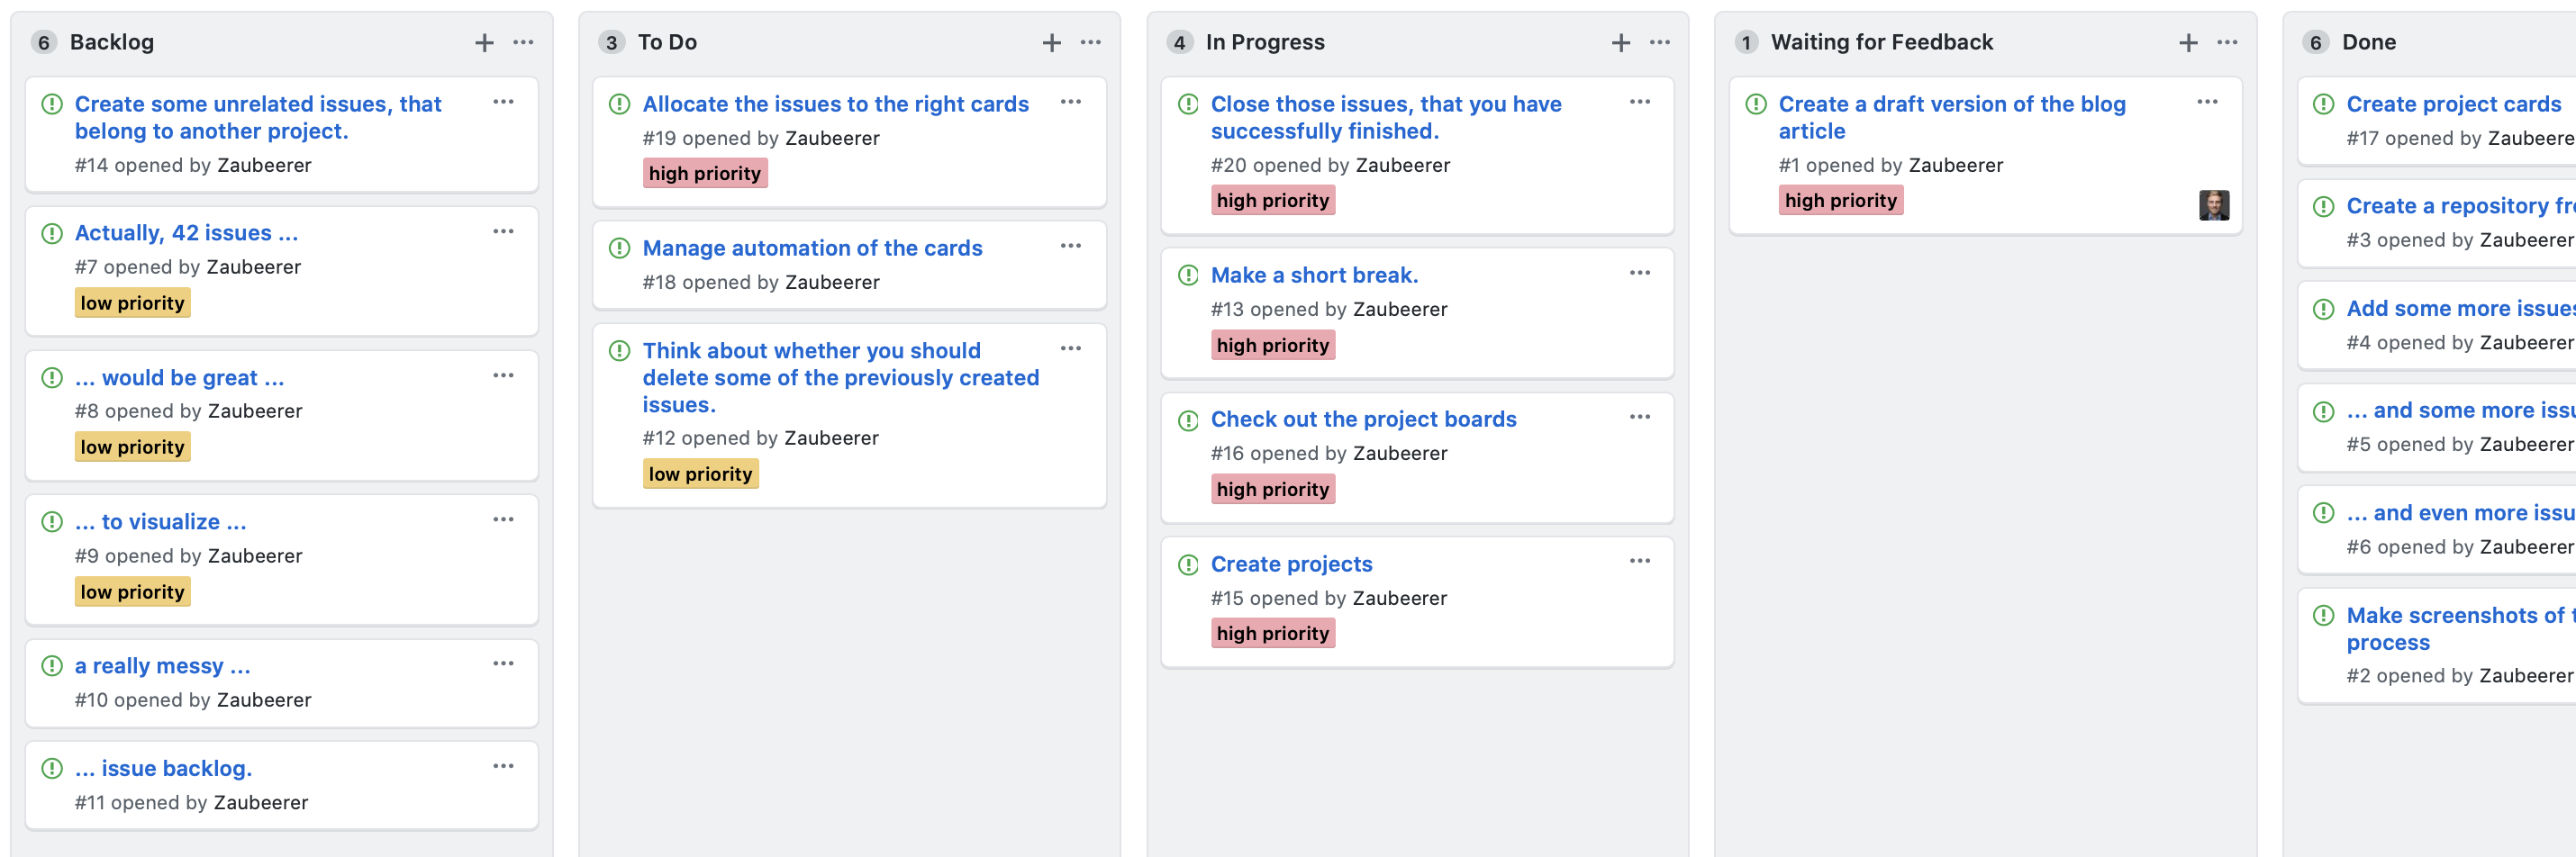 6 Backlog
Create some unrelated issues, that
belong to another project.
#14 opened by Zaubeerer
Actually, 42 issues ...
#7 opened by Zaubeerer
low priority
... would be great ...
#8 opened by Zaubeerer
low priority
... to visualize ...
#9 opened by Zaubeerer
low priority
a really messy ...
#10 opened by Zaubeerer
... issue backlog.
#11 opened by Zaubeerer
3 To Do
Allocate the issues to the right cards
#19 opened by Zaubeerer
high priority
Manage automation of the cards
#18 opened by Zaubeerer
Think about whether you should
delete some of the previously created
issues.
#12 opened by Zaubeerer
low priority
4 In Progress
Close those issues, that you have
successfully finished.
#20 opened by Zaubeerer
high priority
Make a short break.
#13 opened by Zaubeerer
high priority
Check out the project boards
#16 opened by Zaubeerer
high priority
Create projects
#15 opened by Zaubeerer
high priority
1 Waiting for Feedback
Create a draft version of the blog
article
#1 opened by Zaubeerer
high priority
6 Done
Create project cards
#17 opened by Zaubeere
Create a repository fr
#3 opened by Zaubeerer
Add some more issues
#4 opened by Zaubeerer
... and some more issu
#5 opened by Zaubeerer
... and even more issu
#6 opened by Zaubeerer
Make screenshots of t
process
#2 opened by Zaubeerer